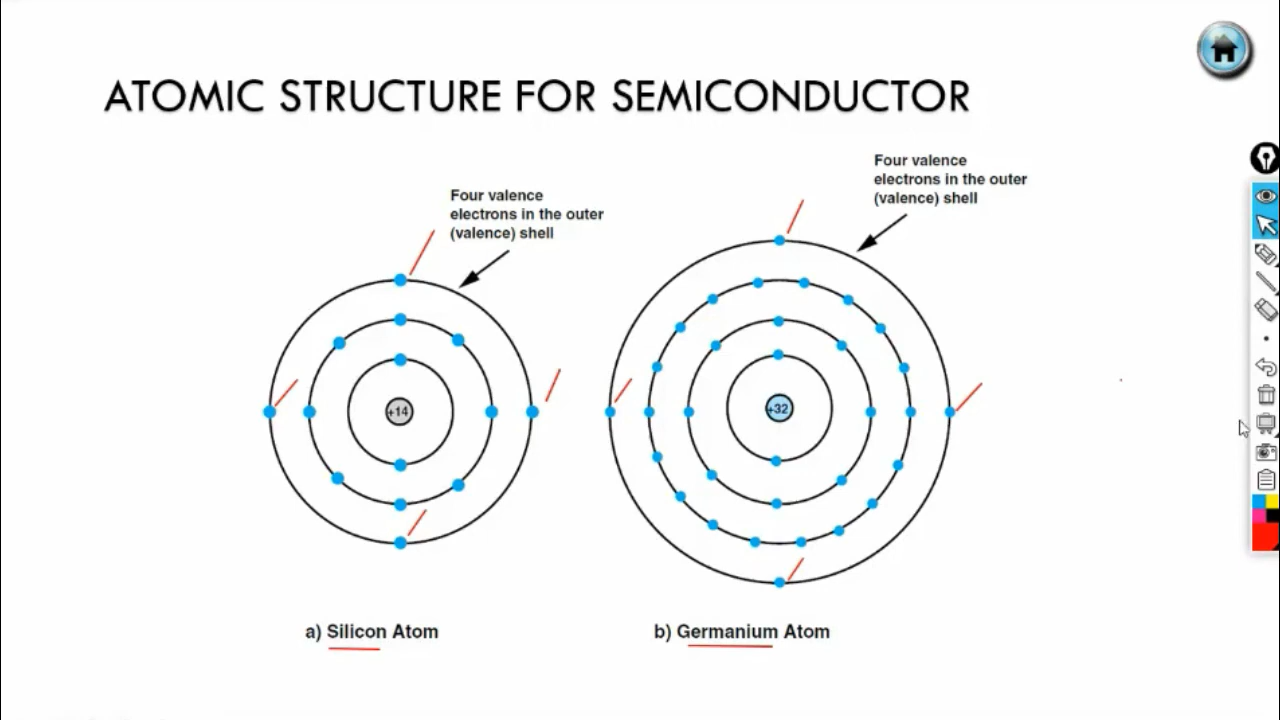 ATOMIC STRUCTURE FOR SEMICONDUCTOR
Four valence
electrons in the outer
(valence) shell
Four valence
electrons in the outer
(valence) shell
+14
+32
a) Silicon Atom
b) Germanium Atom